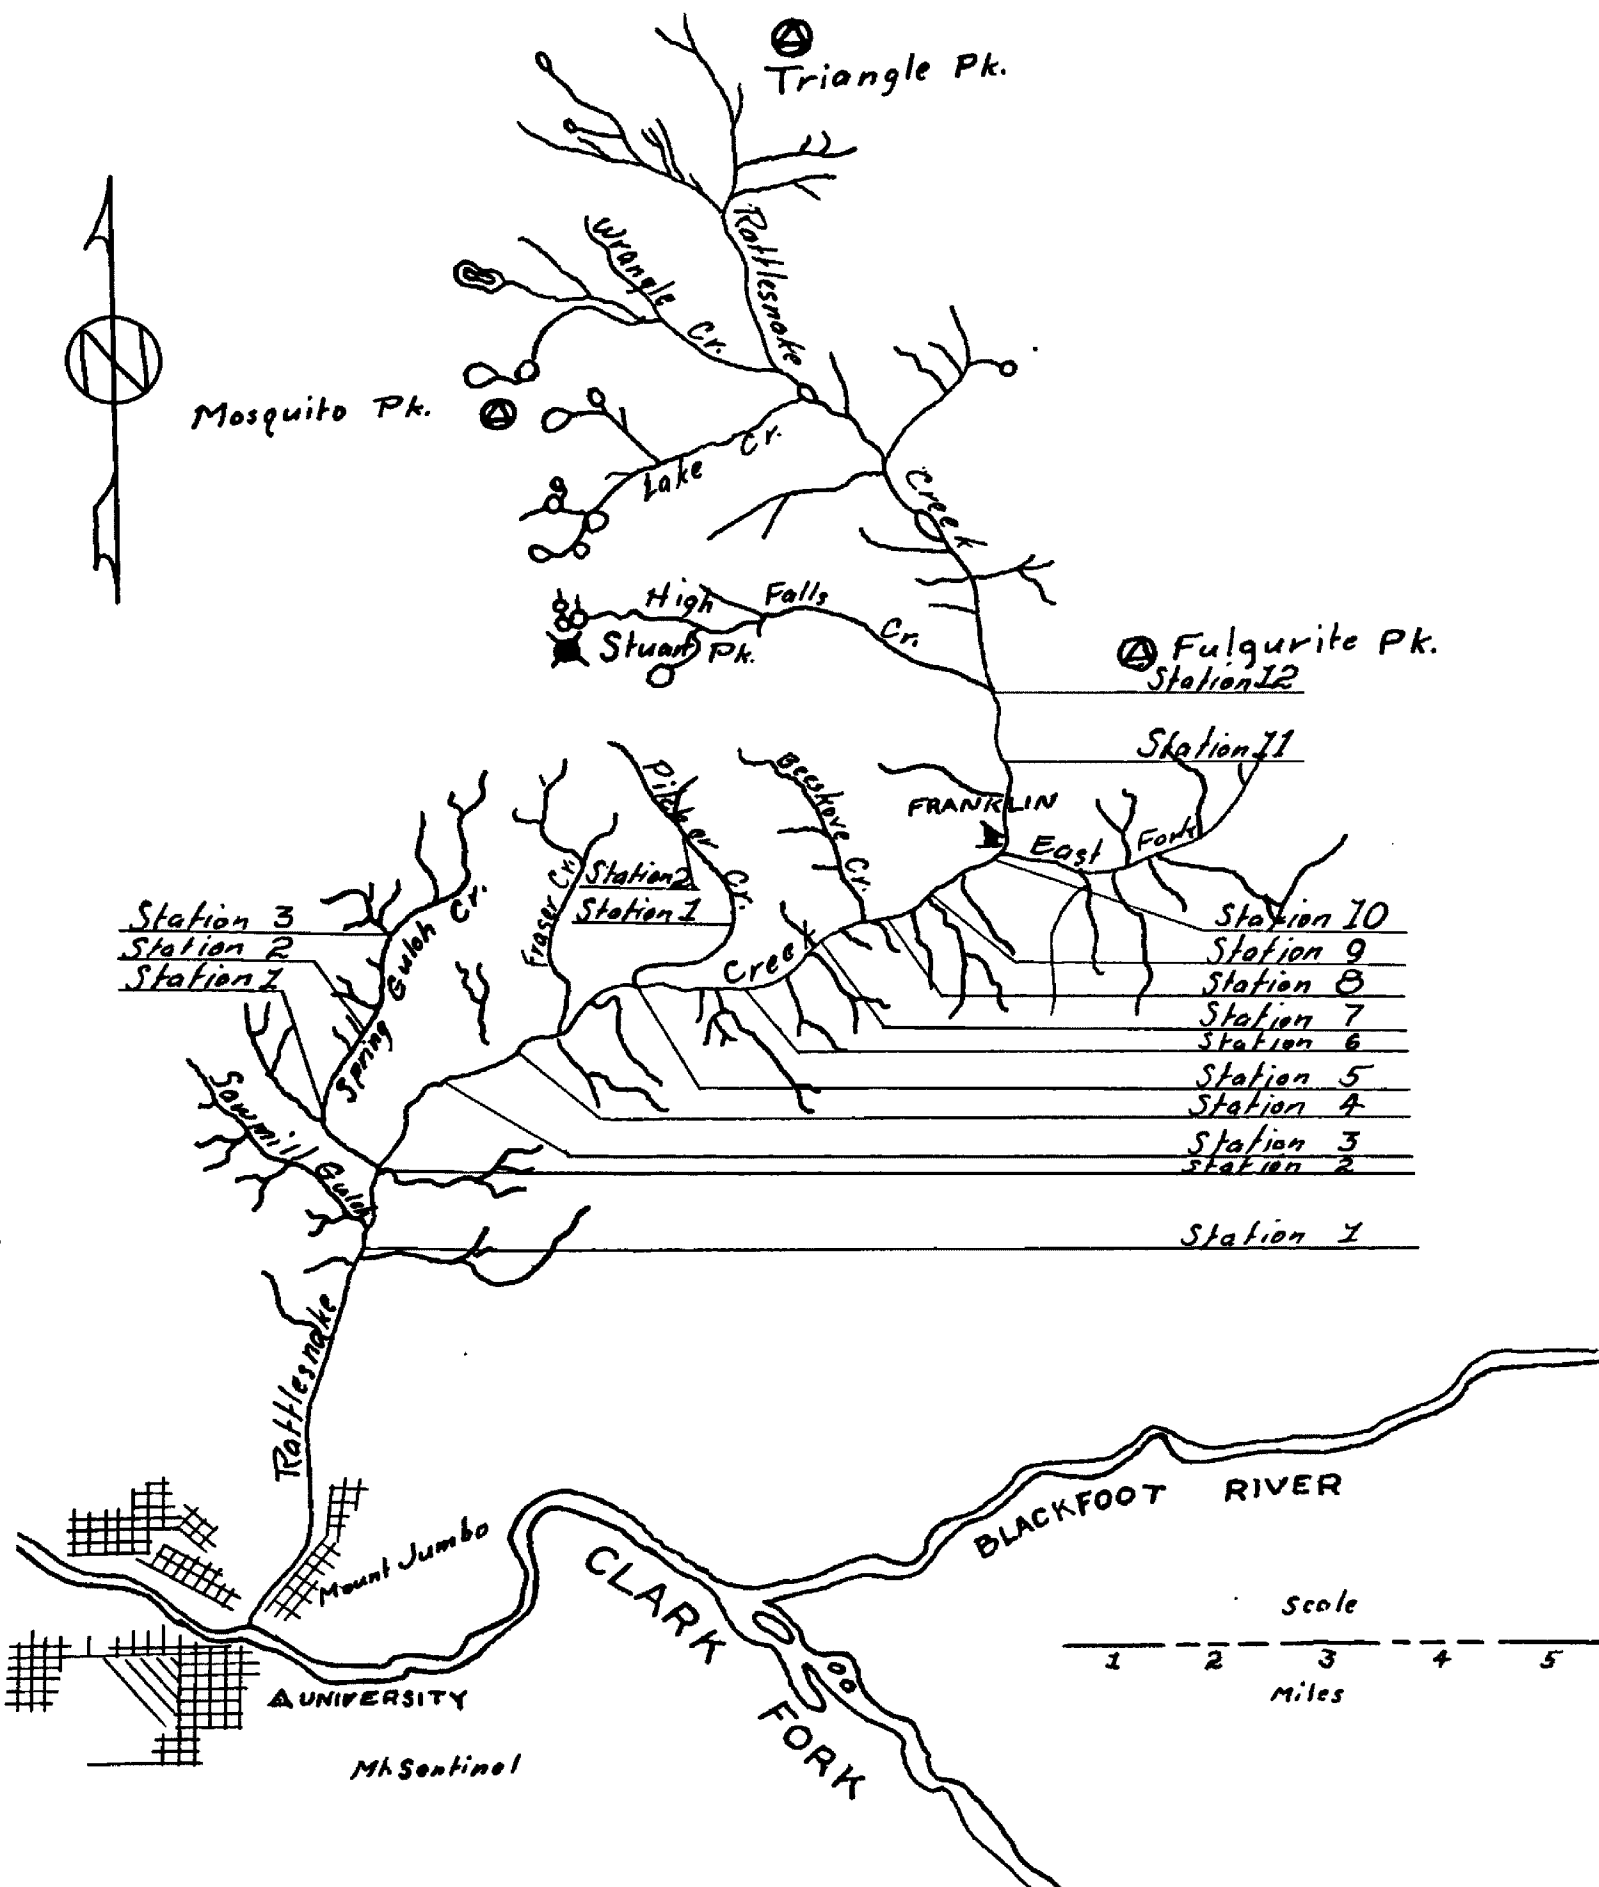 Triangle Pk.
Wrangle Cr.
Rattlesnake
N
Mosquito Pk.
Lake Cr.
Creek
High Falls Cr.
Stuart Pk.
Fulgurite Pk.
Station 12
Station 11
FRANKLIN
East Fork
Pilcher Cr.
Beeskove Cr.
Fraser Cr.
Station 2
Station 1
Station 3
Station 2
Station 1
Spring Gulch Cr.
Creek
Station 10
Station 9
Station 8
Station 7
Station 6
Station 5
Station 4
Station 3
Station 2
Station 1
Sawmill Gulch
Rattlesnake
Mount Jumbo
BLACKFOOT RIVER
CLARK FORK
Scale
1 2 3 4 5
Miles
UNIVERSITY
Mt. Sentinel